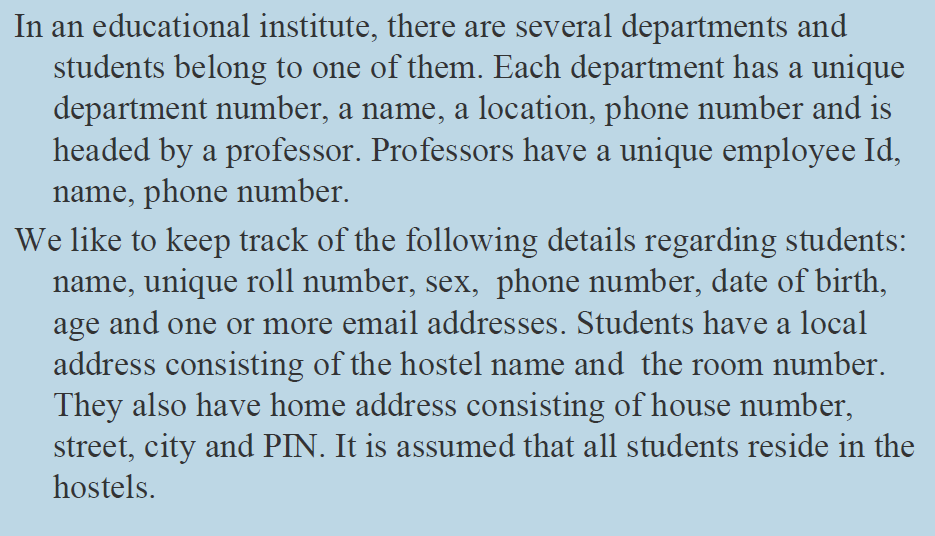 In an educational institute, there are several departments and
students belong to one of them. Each department has a unique
department number, a name, a location, phone number and is
headed by a professor. Professors have a unique employee Id,
name, phone number.
We like to keep track of the following details regarding students:
name, unique roll number, sex, phone number, date of birth,
age and one or more email addresses. Students have a local
address consisting of the hostel name and the room number.
They also have home address consisting of house number,
street, city and PIN. It is assumed that all students reside in the
hostels.